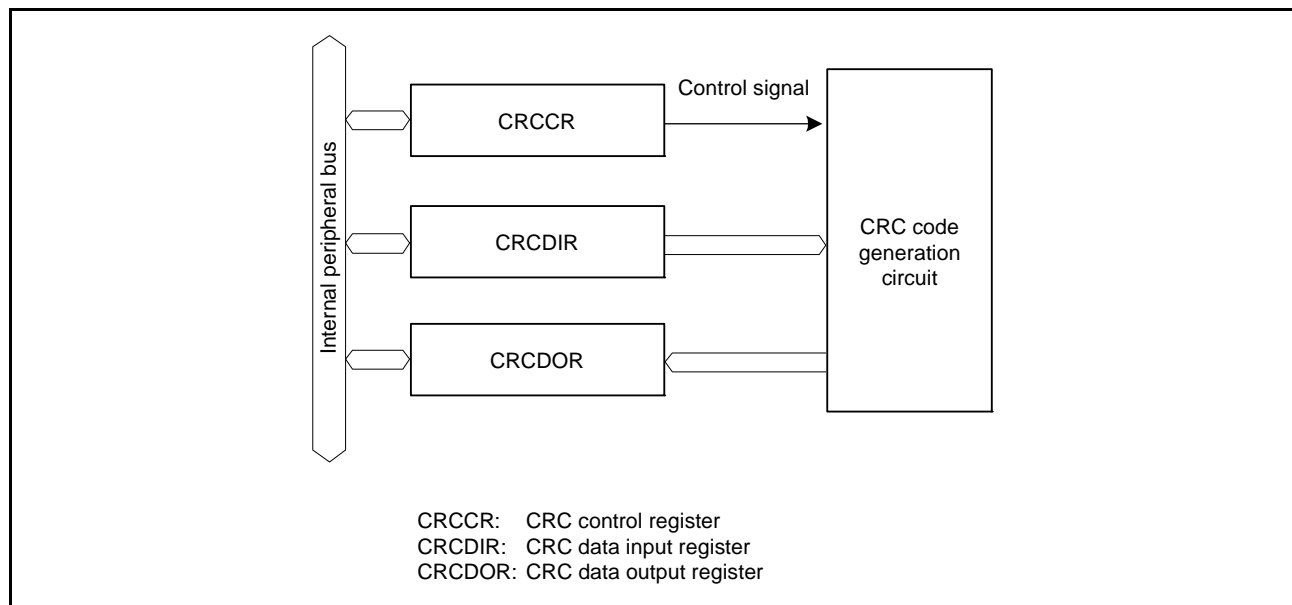 Internal peripheral bus
CRCCR
Control signal
CRCDIR
CRCDOR
CRC code
generation
circuit
CRCCR: CRC control register
CRCDIR: CRC data input register
CRCDOR: CRC data output register